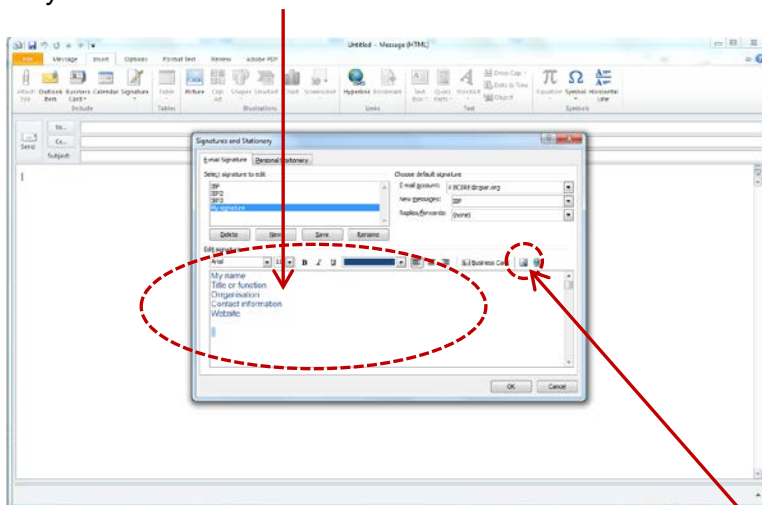 Untitled - Message (HTML)
File Message Insert Options Format Text Review Adobe PDF
Attach File Outlook Item Business Card Calendar Signature Table Picture Clip Art Shapes SmartArt Chart Screenshot Hyperlink Bookmark Text Box Quick Parts WordArt Drop Cap Date & Time Object Equation Symbol Horizontal Line
Include Tables Illustrations Links Text Symbols
Send
To...
Cc...
Subject:
Signatures and Stationery
E-mail Signature Personal Stationery
Select signature to edit Choose default signature
IBP
IBP2
IBP3
My signature
E-mail account:
New messages: IBP
Replies/forwards: (none)
Delete New Save Rename
Edit signature
Arial B I U Business Card
My name
Title or function
Contact information
Website
OK Cancel